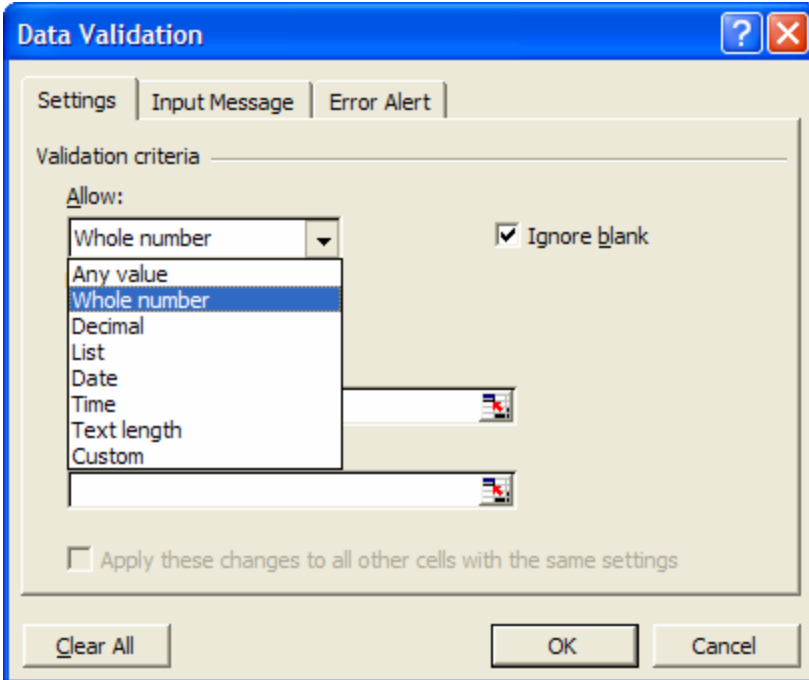 Data Validation
Settings Input Message Error Alert
Validation criteria
Allow:
Whole number Ignore blank
Any value
Whole number
Decimal
List
Date
Time
Text length
Custom
Apply these changes to all other cells with the same settings
Clear All OK Cancel